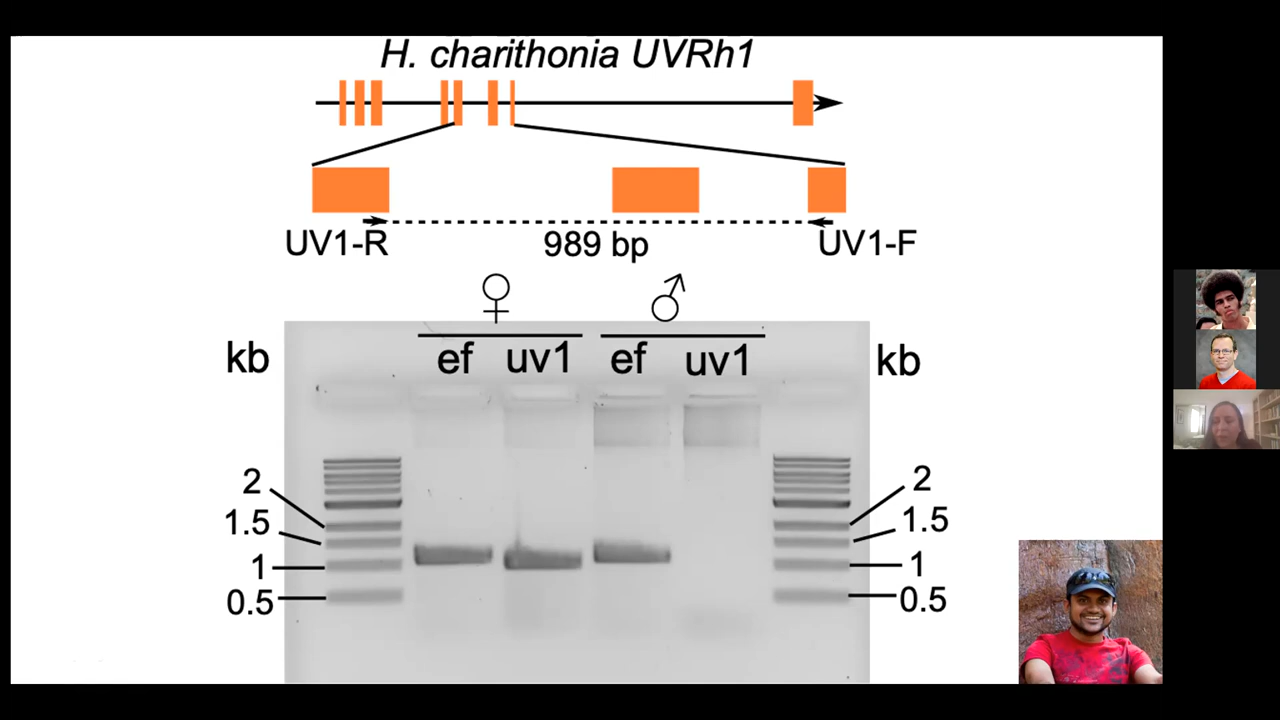 H. charithonia UVRh1
UV1-R 989 bp UV1-F
♀ ♂
kb ef uv1 ef uv1 kb
2 2
1.5 1.5
1 1
0.5 0.5